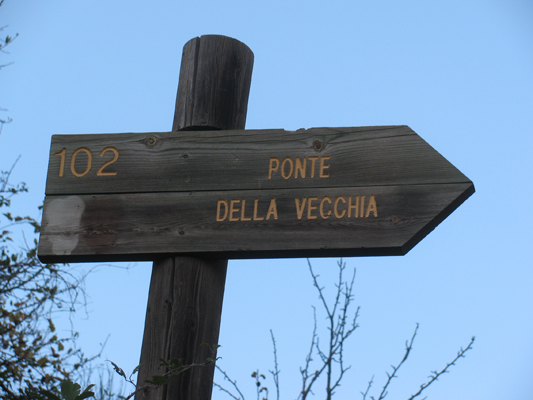 102 PONTE
DELLA VECCHIA